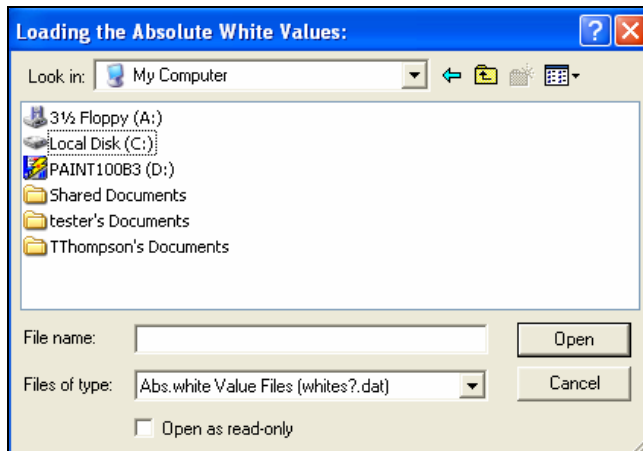 Loading the Absolute White Values:
Look in: My Computer
3½ Floppy (A:)
Local Disk (C:)
PAINT100B3 (D:)
Shared Documents
tester's Documents
TThompson's Documents
File name: Open
Files of type: Abs.white Value Files (whites?.dat) Cancel
Open as read-only